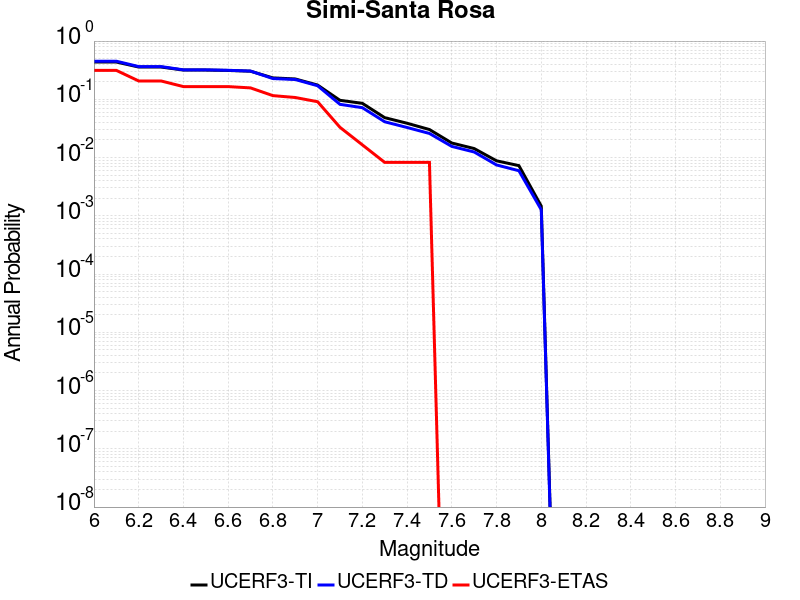 Simi-Santa Rosa
Annual Probability
10^0
10^-1
10^-2
10^-3
10^-4
10^-5
10^-6
10^-7
10^-8
6 6.2 6.4 6.6 6.8 7 7.2 7.4 7.6 7.8 8 8.2 8.4 8.6 8.8 9
Magnitude
UCERF3-TI UCERF3-TD UCERF3-ETAS